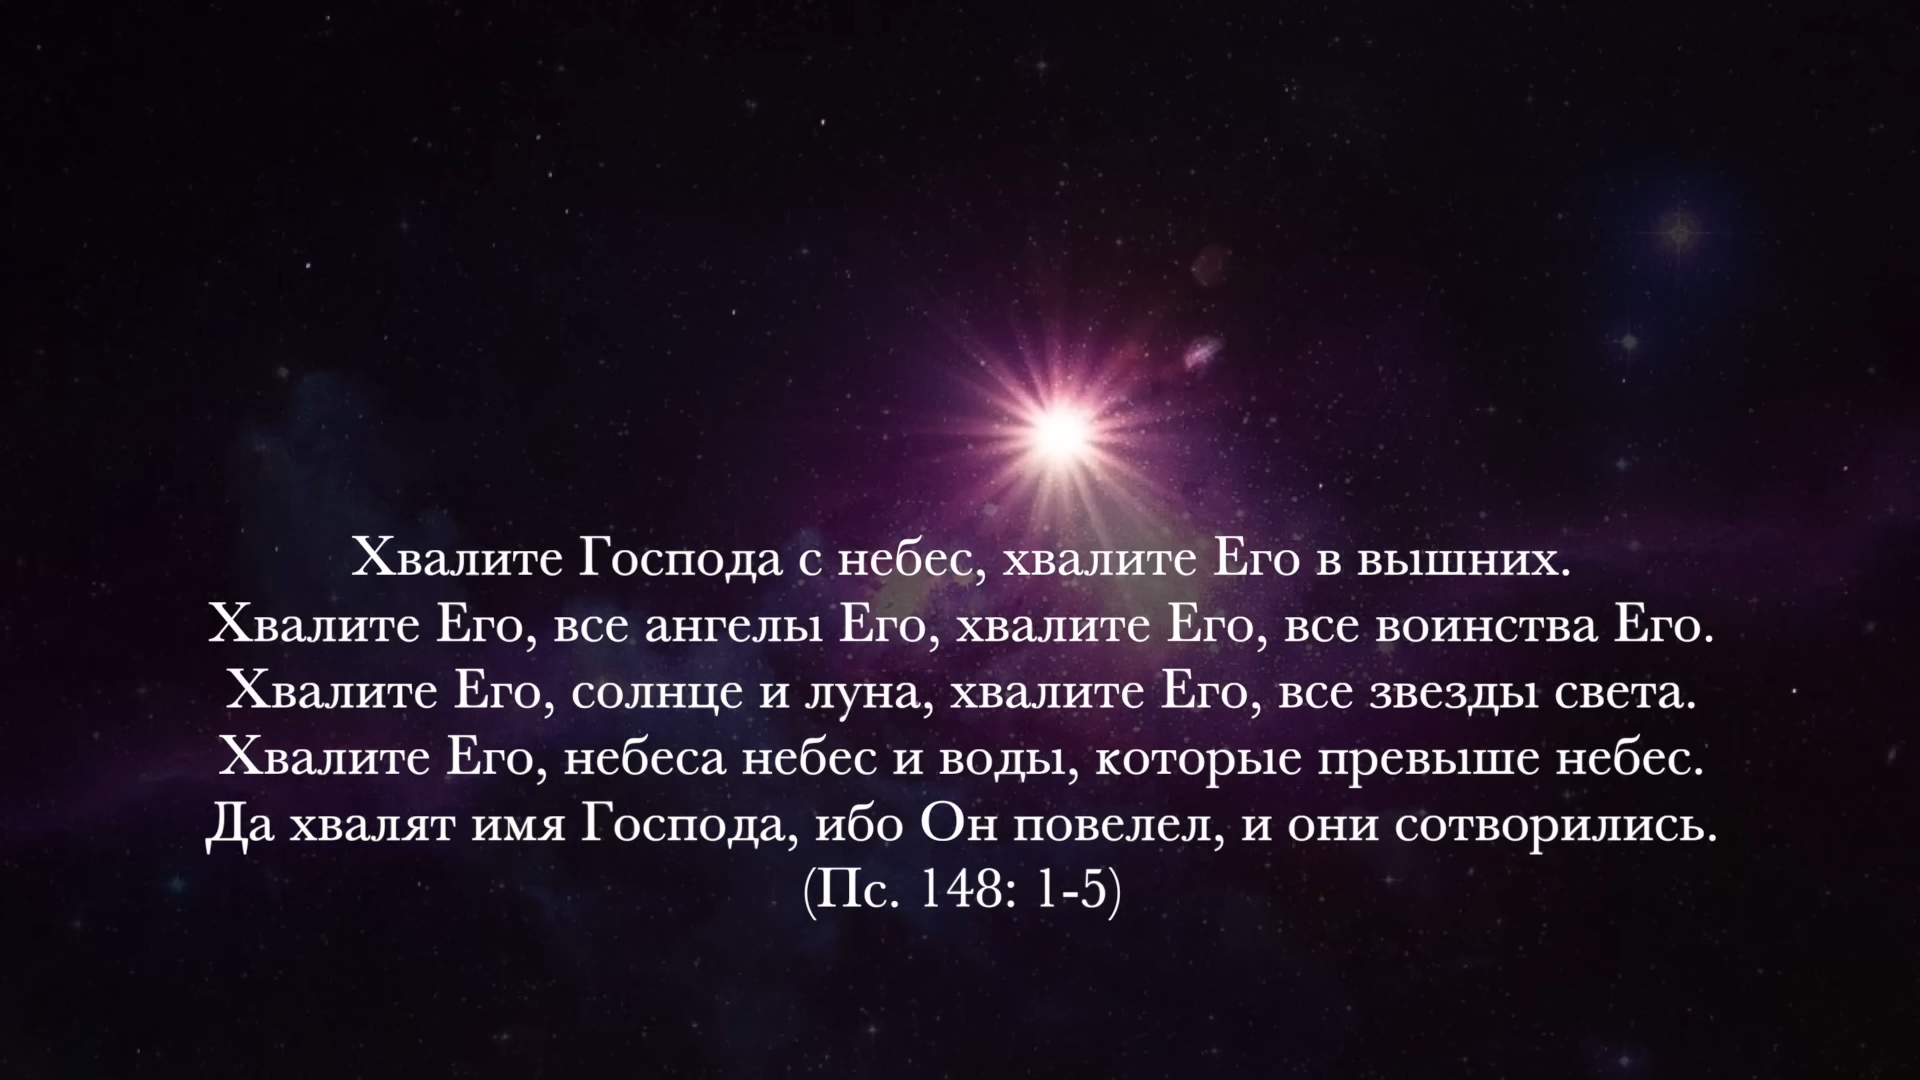 Хвалите Господа с небес, хвалите Его в вышних.
Хвалите Его, все ангелы Его, хвалите Его, все воинства Его.
Хвалите Его, солнце и луна, хвалите Его, все звезды света.
Хвалите Его, небеса небес и воды, которые превыше небес.
Да хвалят имя Господа, ибо Он повелел, и они сотворились.
(Пс. 148: 1-5)